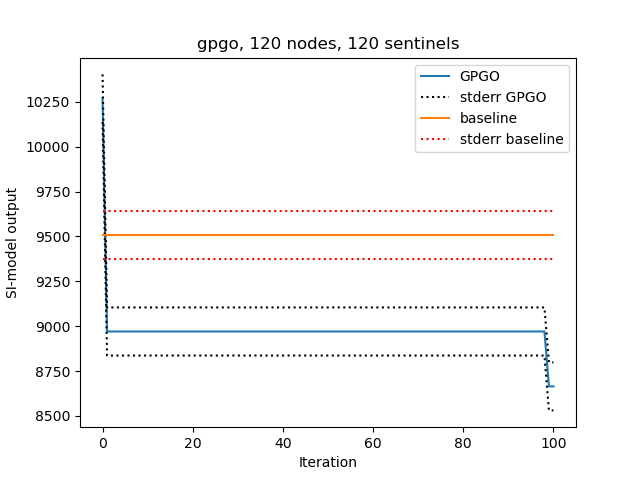 gpgo, 120 nodes, 120 sentinels
GPGO
stderr GPGO
baseline
stderr baseline
SI-model output
10250
10000
9750
9500
9250
9000
8750
8500
0 20 40 60 80 100
Iteration